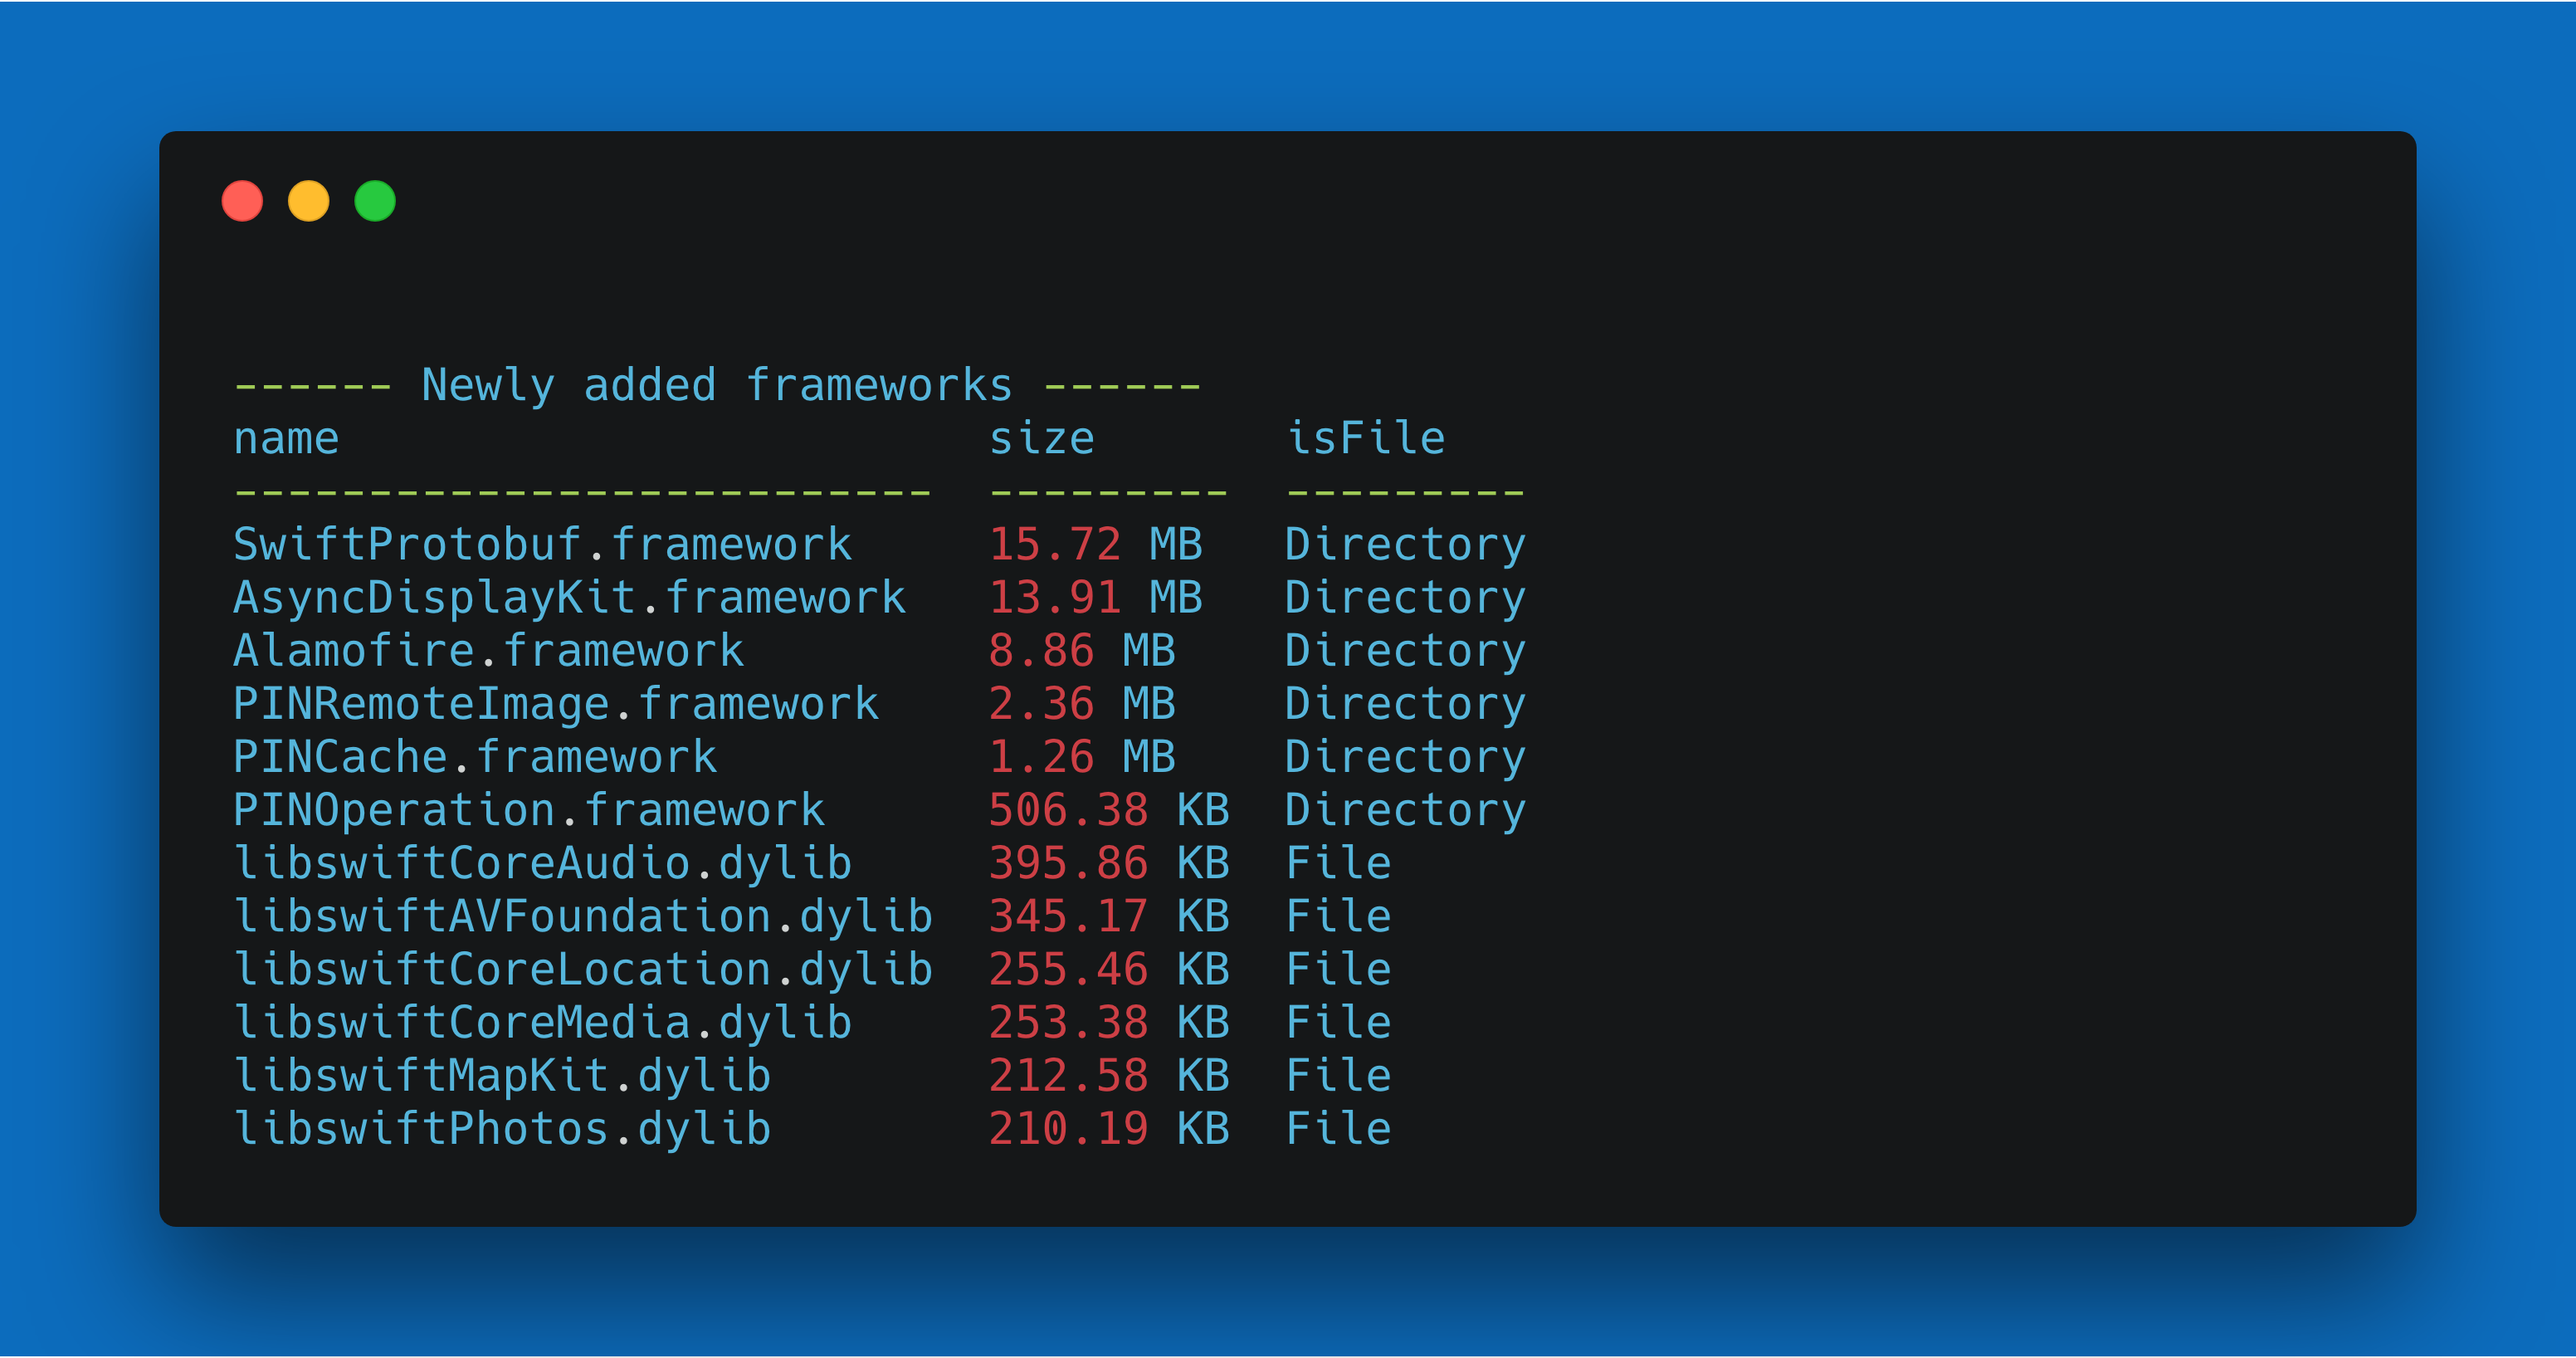 ------ Newly added frameworks ------
name                        size       isFile
--------------------------  ---------  ---------
SwiftProtobuf.framework     15.72 MB   Directory
AsyncDisplayKit.framework   13.91 MB   Directory
Alamofire.framework         8.86 MB    Directory
PINRemoteImage.framework    2.36 MB    Directory
PINCache.framework          1.26 MB    Directory
PINOperation.framework      506.38 KB  Directory
libswiftCoreAudio.dylib     395.86 KB  File
libswiftAVFoundation.dylib  345.17 KB  File
libswiftCoreLocation.dylib  255.46 KB  File
libswiftCoreMedia.dylib     253.38 KB  File
libswiftMapKit.dylib        212.58 KB  File
libswiftPhotos.dylib        210.19 KB  File